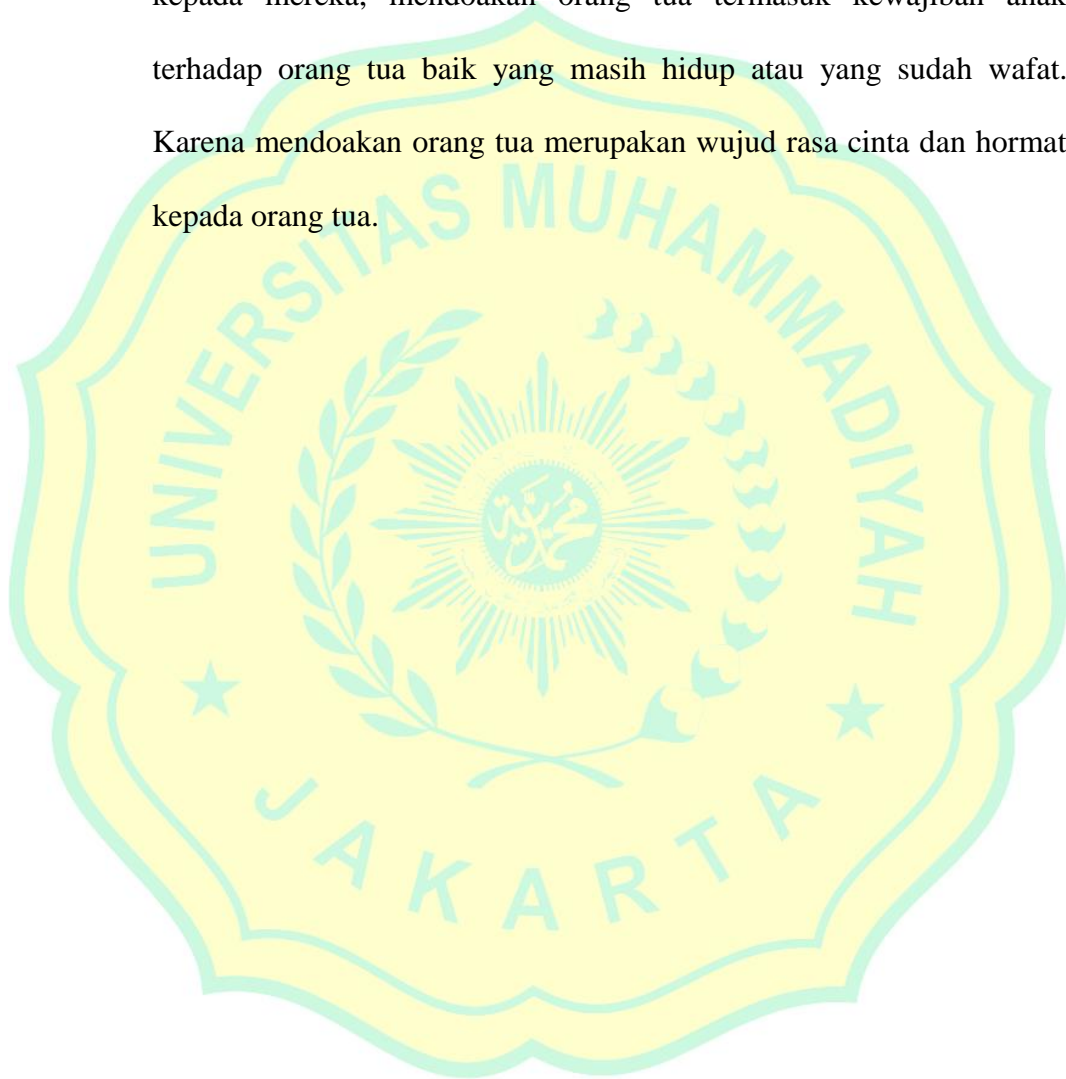 kepada mereka, mendoakan orang tua termasuk kewajiban anak
terhadap orang tua baik yang masih hidup atau yang sudah wafat.
Karena mendoakan orang tua merupakan wujud rasa cinta dan hormat
kepada orang tua.
UNIVERSITAS MUHAMMADIYAH
JAKARTA